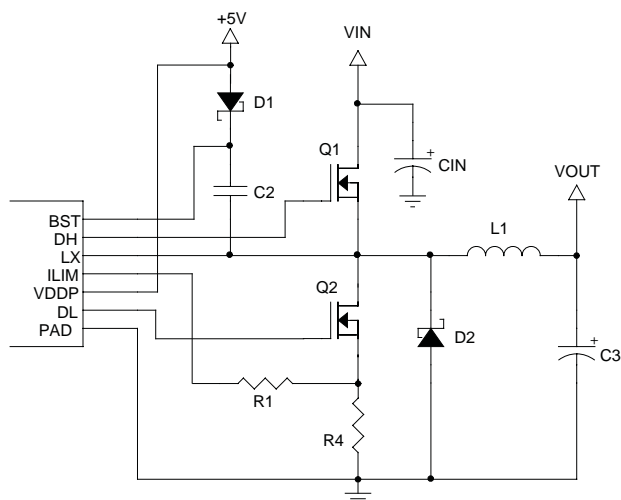 +5V
VIN
D1
Q1
+
CIN
VOUT
C2
L1
BST
DH
LX
ILIM
VDDP
DL
PAD
Q2
D2
+
C3
R1
R4